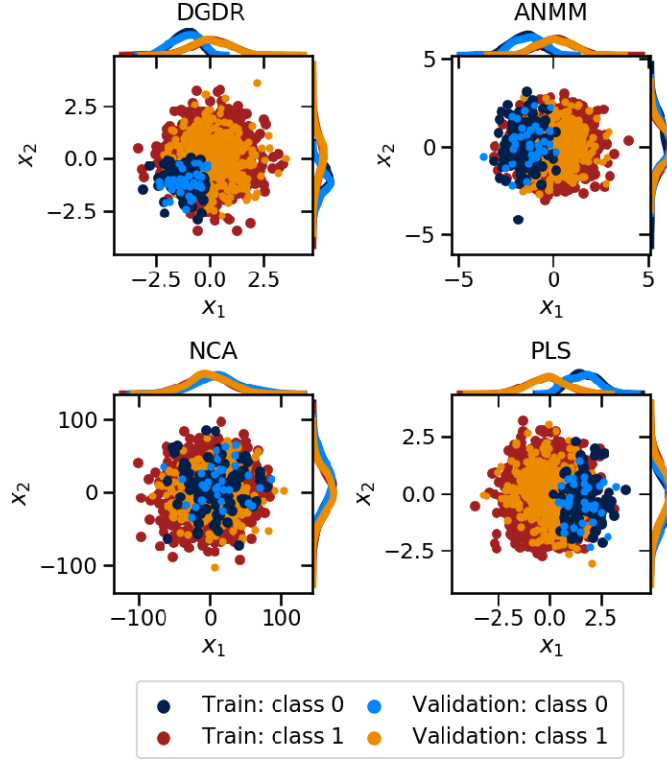 DGDR
ANMM
x₂
2.5
0.0
−2.5
−2.5
0.0
2.5
x₁
x₂
5
0
−5
−5
0
5
x₁
NCA
PLS
x₂
100
0
−100
−100
0
100
x₁
x₂
2.5
0.0
−2.5
−2.5
0.0
2.5
x₁
Train: class 0
Validation: class 0
Train: class 1
Validation: class 1